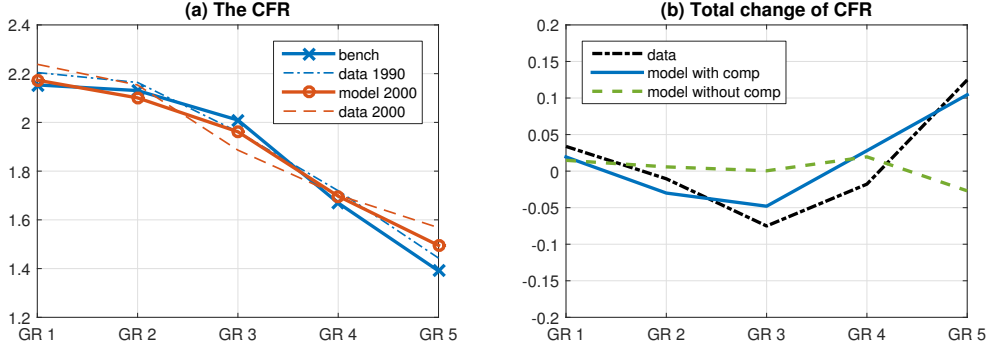 (a) The CFR
2.4
2.2
2
1.8
1.6
1.4
1.2
GR 1
GR 2
GR 3
GR 4
GR 5
bench
data 1990
model 2000
data 2000
(b) Total change of CFR
0.2
0.15
0.1
0.05
0
-0.05
-0.1
-0.15
-0.2
GR 1
GR 2
GR 3
GR 4
GR 5
data
model with comp
model without comp